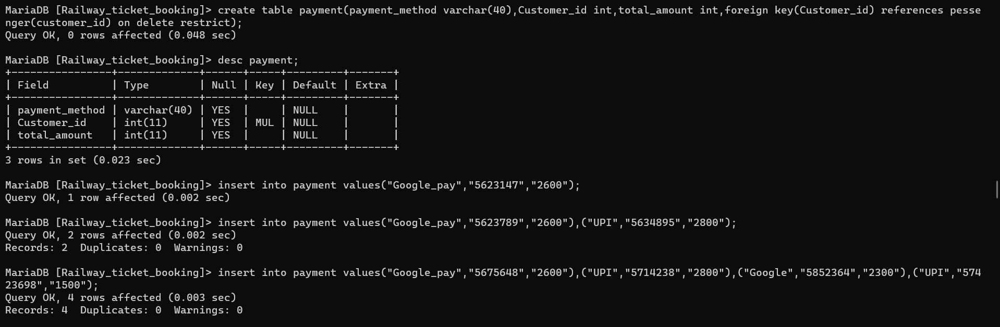 MariaDB [Railway_ticket_booking]> create table payment(payment_method varchar(40),Customer_id int,total_amount int,foreign key(Customer_id) references pesse
nger(customer_id) on delete restrict);
Query OK, 0 rows affected (0.048 sec)

MariaDB [Railway_ticket_booking]> desc payment;
+----------------+-------------+------+-----+---------+-------+
| Field          | Type        | Null | Key | Default | Extra |
+----------------+-------------+------+-----+---------+-------+
| payment_method | varchar(40) | YES  |     | NULL    |       |
| Customer_id    | int(11)     | YES  | MUL | NULL    |       |
| total_amount   | int(11)     | YES  |     | NULL    |       |
+----------------+-------------+------+-----+---------+-------+
3 rows in set (0.023 sec)

MariaDB [Railway_ticket_booking]> insert into payment values("Google_pay","5623147","2600");
Query OK, 1 row affected (0.002 sec)

MariaDB [Railway_ticket_booking]> insert into payment values("Google_pay","5623789","2600"),("UPI","5634895","2800");
Query OK, 2 rows affected (0.002 sec)
Records: 2  Duplicates: 0  Warnings: 0

MariaDB [Railway_ticket_booking]> insert into payment values("Google_pay","5675648","2600"),("UPI","5714238","2800"),("Google","5852364","2300"),("UPI","574
23698","1500");
Query OK, 4 rows affected (0.003 sec)
Records: 4  Duplicates: 0  Warnings: 0